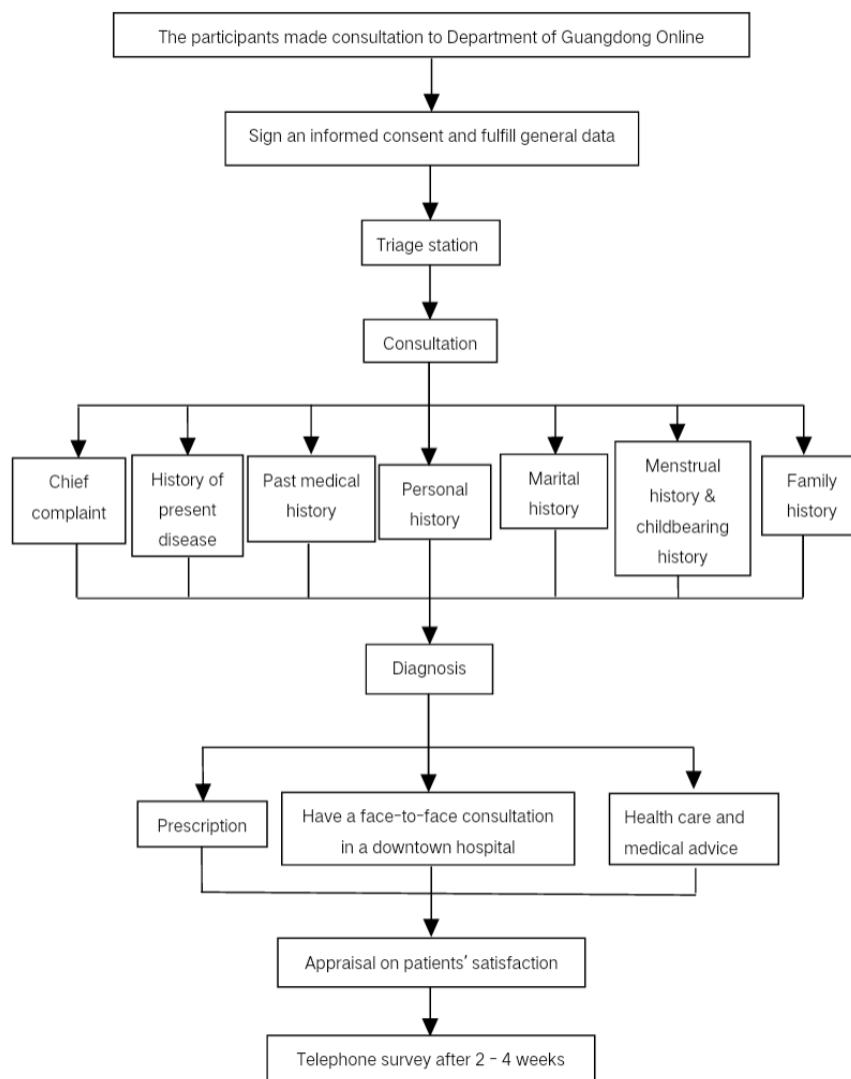 The participants made consultation to Department of Guangdong Online
Sign an informed consent and fulfill general data
Triage station
Consultation
Chief
complaint
History of
present
disease
Past medical
history
Personal
history
Marital
history
Menstrual
history &
childbearing
history
Family
history
Diagnosis
Prescription
Have a face-to-face consultation
in a downtown hospital
Health care and
medical advice
Appraisal on patients' satisfaction
Telephone survey after 2 - 4 weeks